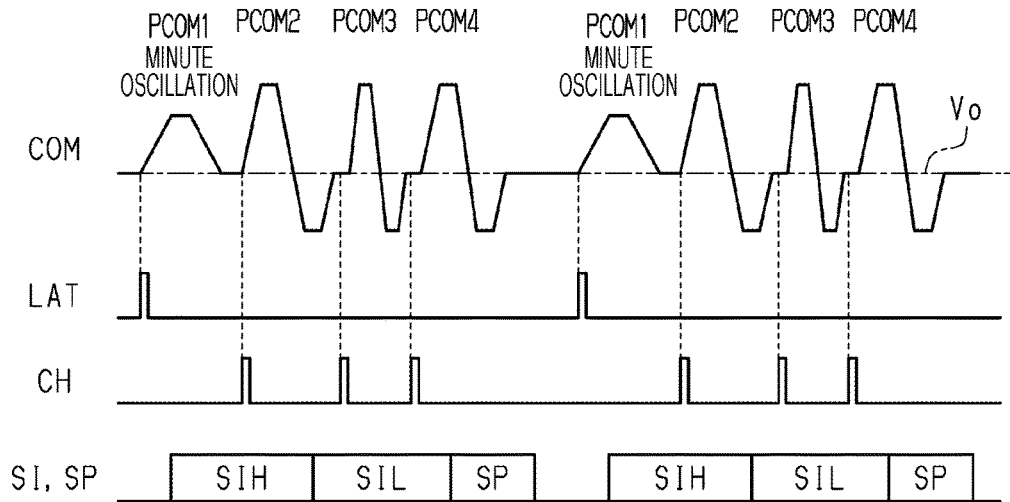 PCOM1 PCOM2 PCOM3 PCOM4 PCOM1 PCOM2 PCOM3 PCOM4
MINUTE OSCILLATION MINUTE OSCILLATION
COM
Vo
LAT
CH
SI, SP SIH SIL SP SIH SIL SP